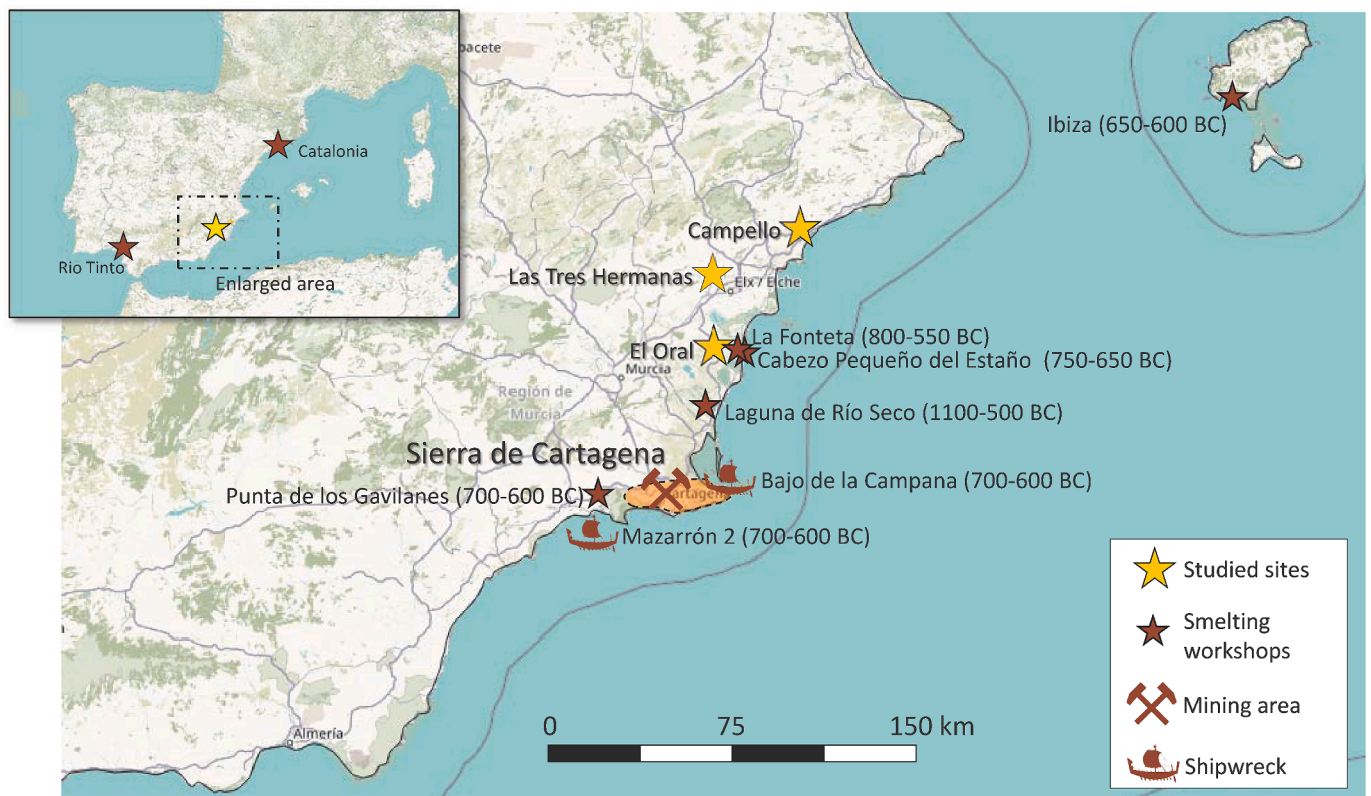 bacete
Catalonia
Rio Tinto
Enlarged area
Ibiza (650-600 BC)
Campello
Las Tres Hermanas
Elx / Elche
La Fonteta (800-550 BC)
El Oral
Cabezo Pequeño del Estaño (750-650 BC)
Murcia
Región de
Murcia
Laguna de Río Seco (1100-500 BC)
Sierra de Cartagena
Bajo de la Campana (700-600 BC)
Punta de los Gavilanes (700-600 BC)
Cartagena
Mazarrón 2 (700-600 BC)
Almería
0 75 150 km
Studied sites
Smelting
workshops
Mining area
Shipwreck